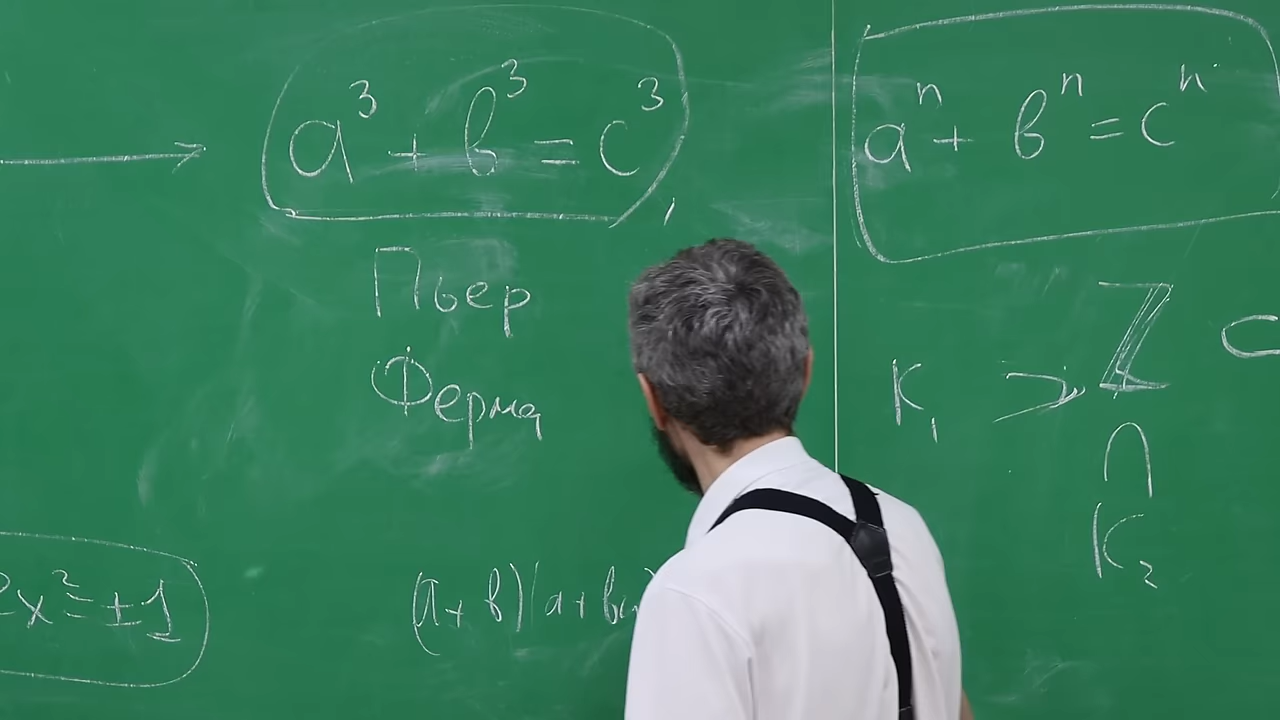 a³ + b³ = c³,
Пьер
Ферма
x² = ±1
(a + b)(a + b
aⁿ + bⁿ = cⁿ
K₁ ⊃ ℤ ⊂
∩
K₂